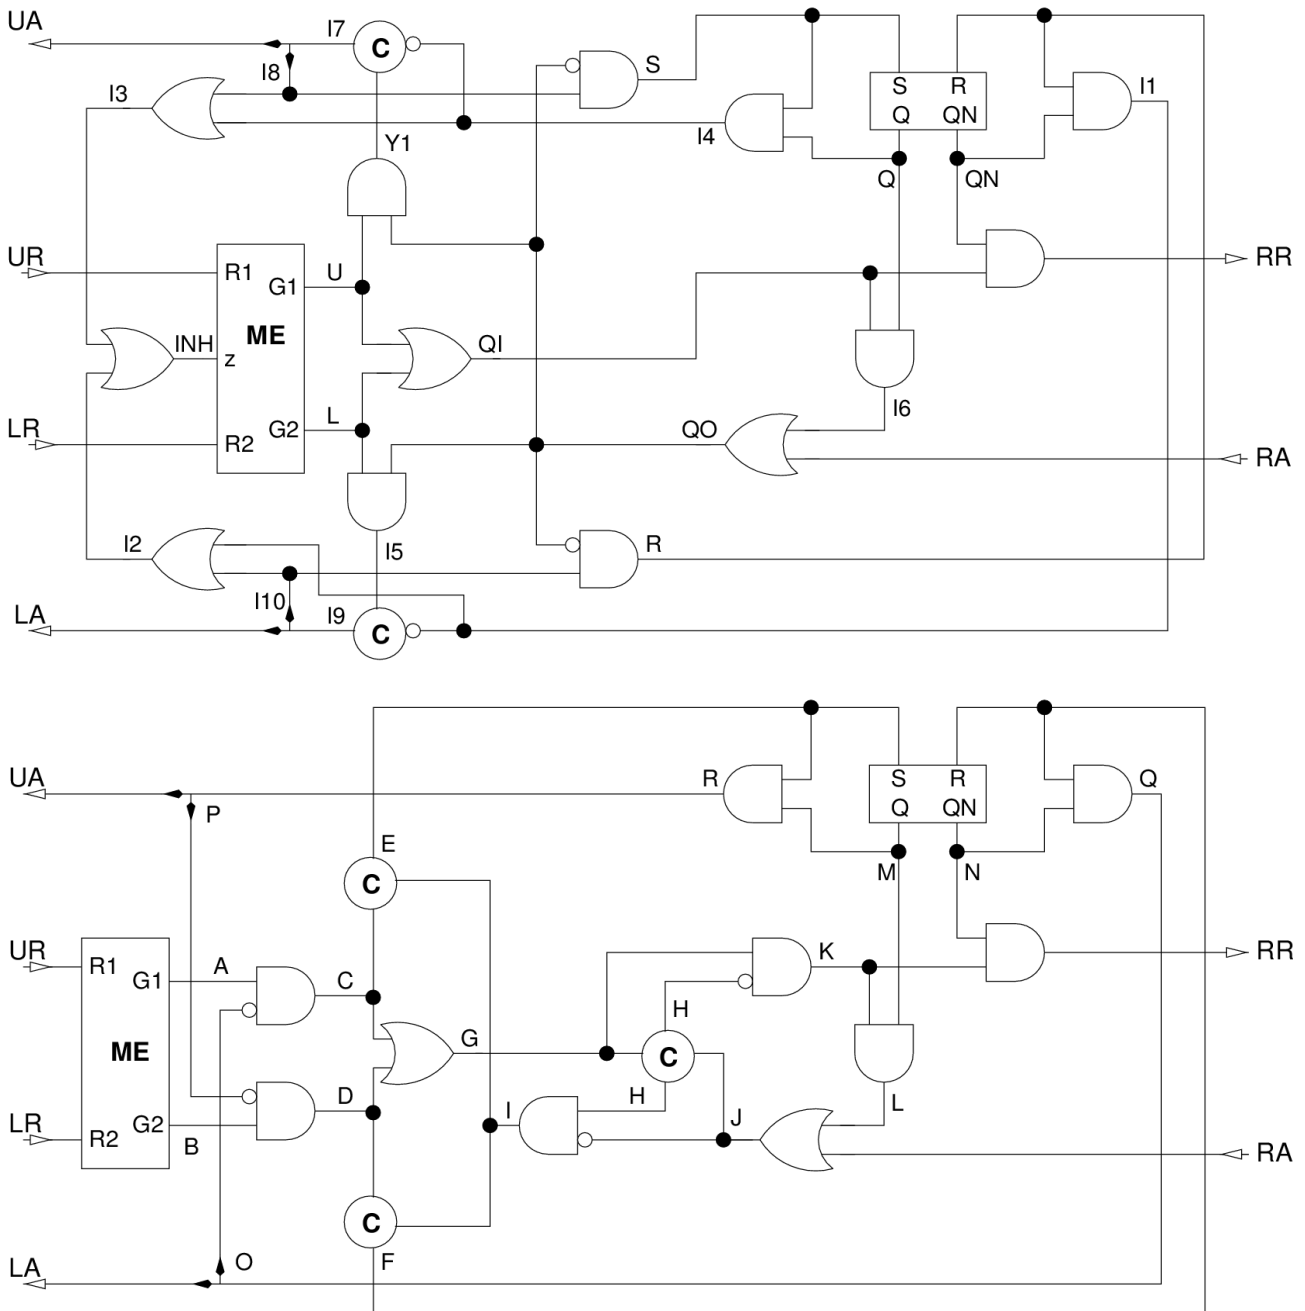 UA
I7
C
I8
I3
S
S R
I1
I4
Q QN
Y1
Q
QN
UR
R1
U
G1
RR
ME
INH
z
QI
L
LR
R2
G2
I6
QO
RA
I2
I5
R
I10
LA
I9
C
UA
R
S R
Q
P
Q QN
E
C
M
N
UR
R1
A
G1
C
K
RR
H
ME
G
C
H
D
I
L
LR
R2
G2
B
J
RA
C
O
F
LA